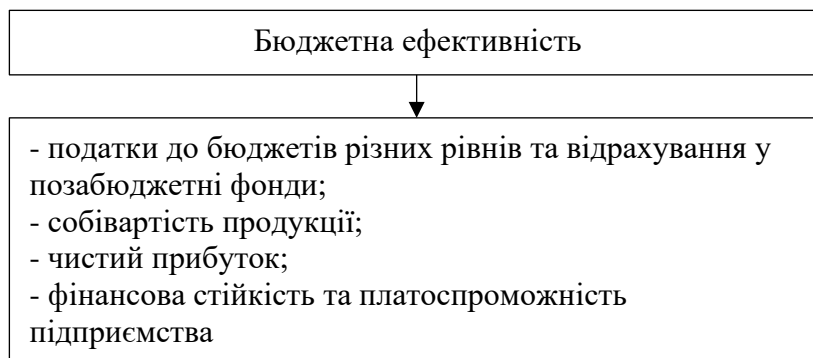 Бюджетна ефективність
- податки до бюджетів різних рівнів та відрахування у
позабюджетні фонди;
- собівартість продукції;
- чистий прибуток;
- фінансова стійкість та платоспроможність
підприємства